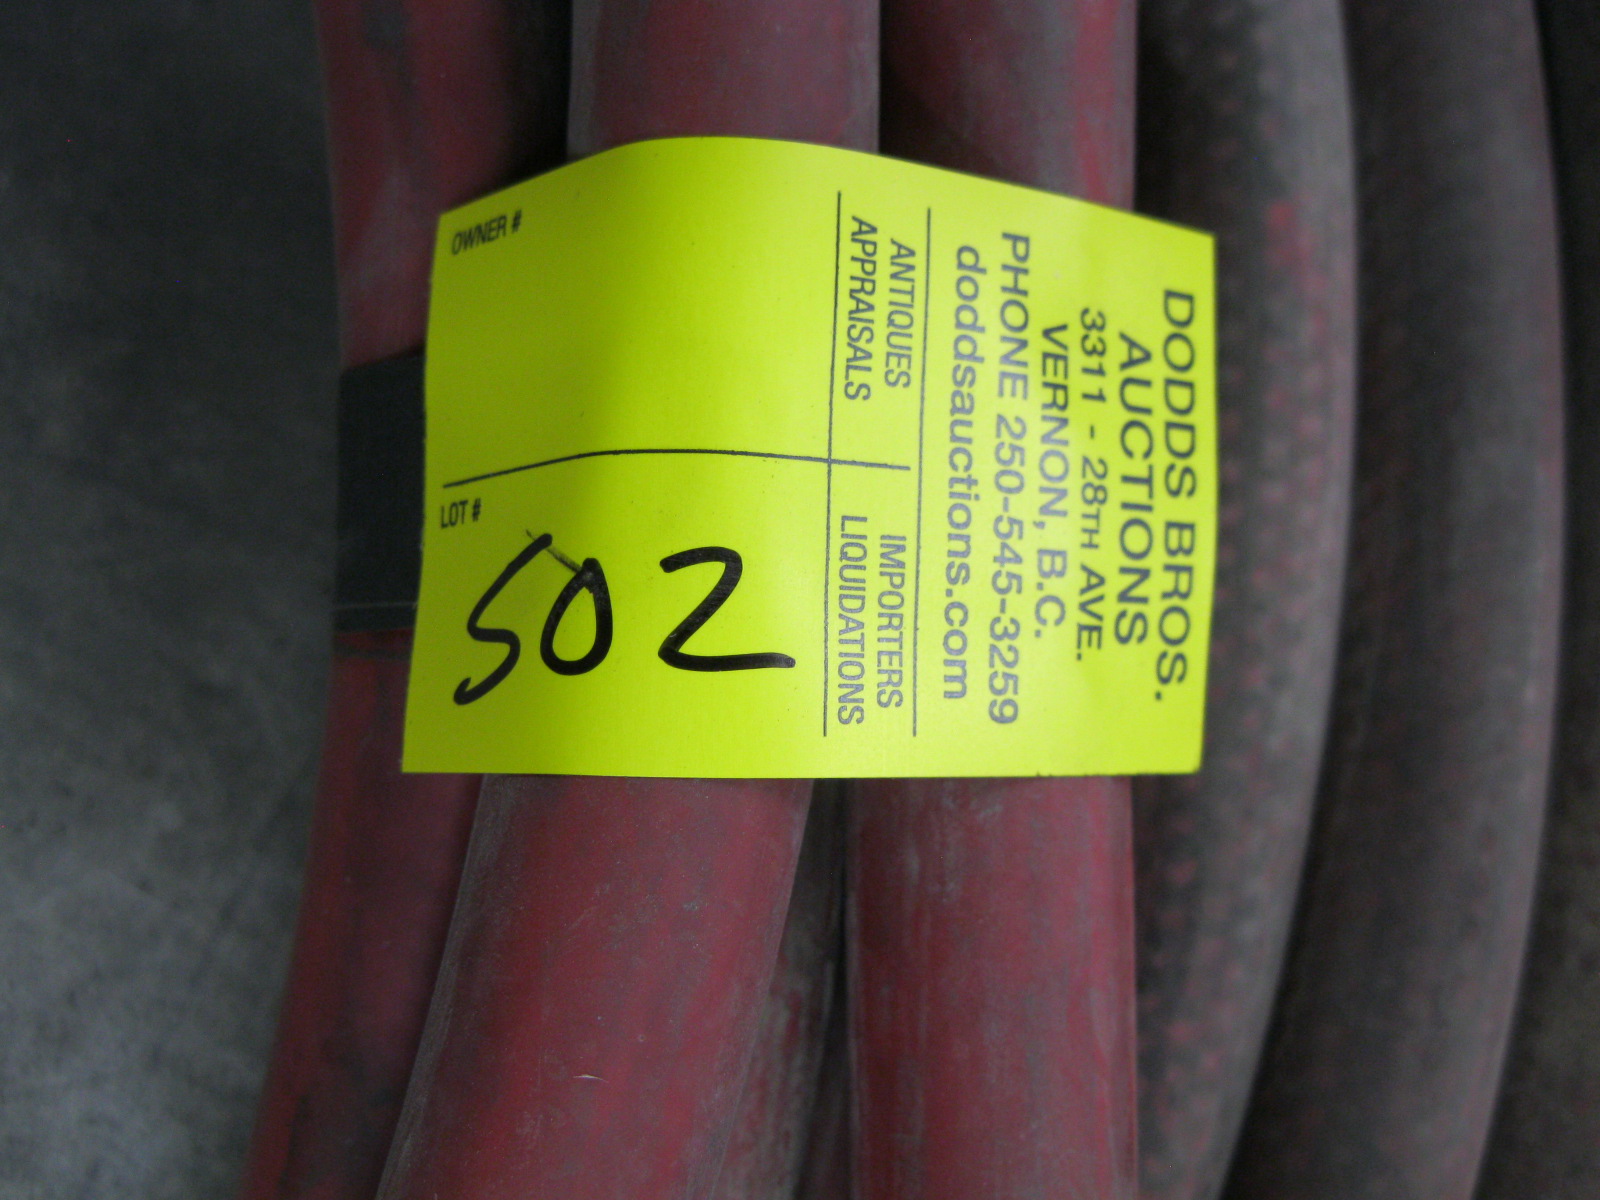 DODDS BROS.
AUCTIONS
3311 - 28TH AVE.
VERNON, B.C.
PHONE 250-545-3259
doddsauctions.com
ANTIQUES
APPRAISALS
IMPORTERS
LIQUIDATIONS
OWNER #
LOT #
502